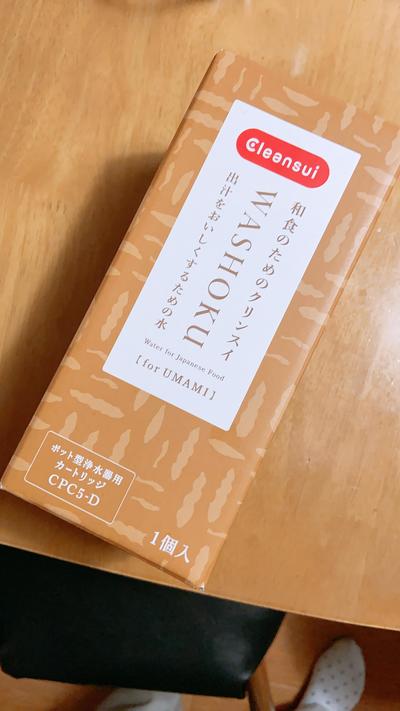 Cleansui
和食のためのクリンスイ
WASHOKU
出汁をおいしくするための水
Water for Japanese Food
[for UMAMI]
ポット型浄水器用
カートリッジ
CPC5-D
1個入